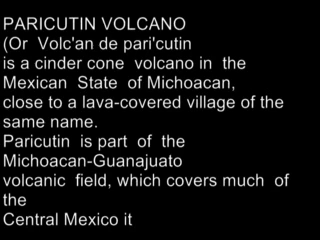 PARICUTIN VOLCANO
(Or Volc'an de pari'cutin
is a cinder cone volcano in the
Mexican State of Michoacan,
close to a lava-covered village of the
same name.
Paricutin is part of the
Michoacan-Guanajuato
volcanic field, which covers much of
the
Central Mexico it